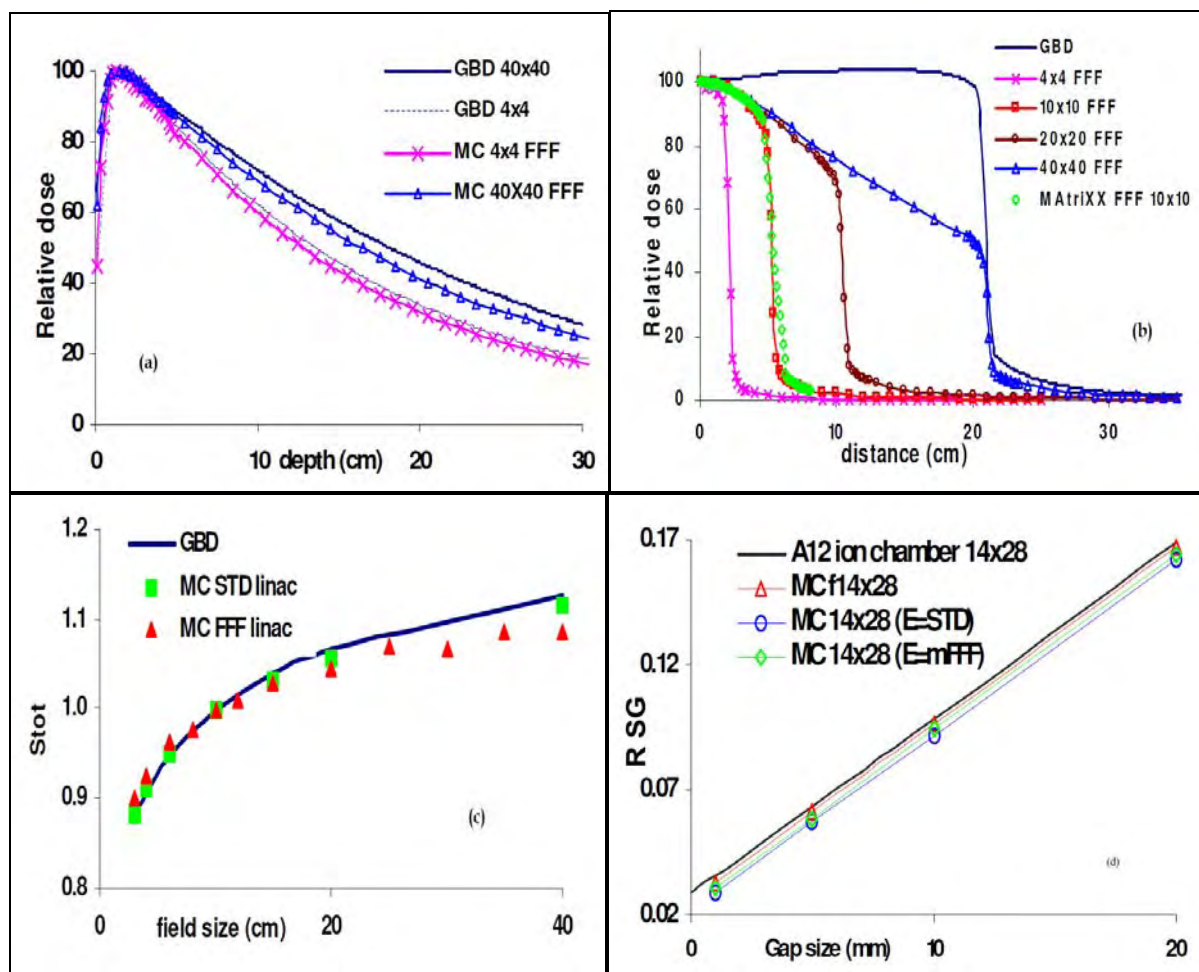 100
80
60
40
20
0
Relative dose
GBD 40x40
GBD 4x4
MC 4x4 FFF
MC 40X40 FFF
(a)
0 10 20 30
depth (cm)
100
80
60
40
20
0
Relative dose
GBD
4x4 FFF
10x10 FFF
20x20 FFF
40x40 FFF
MAtriXX FFF 10x10
(b)
0 10 20 30
distance (cm)
1.2
1.1
1.0
0.9
0.8
Stot
GBD
MC STD linac
MC FFF linac
(c)
0 20 40
field size (cm)
0.17
0.12
0.07
0.02
R SG
A12 ion chamber 14x28
MC f14x28
MC 14x28 (E=STD)
MC 14x28 (E=mFFF)
(d)
0 10 20
Gap size (mm)